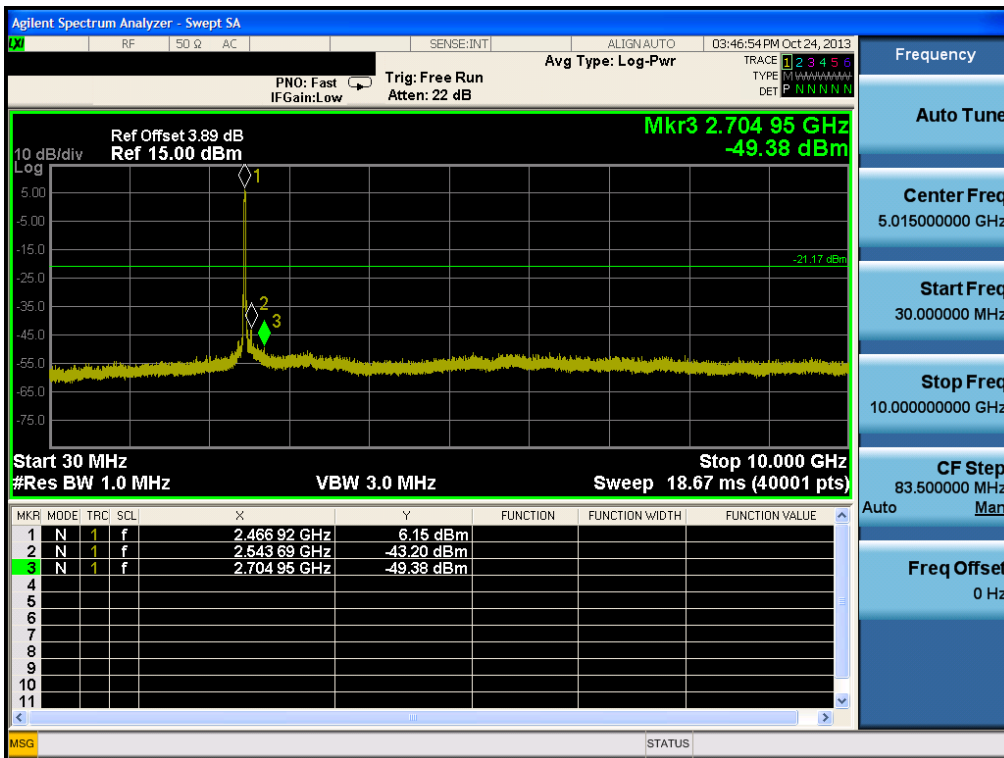 Agilent Spectrum Analyzer - Swept SA
LXI RF 50 Ω AC SENSE:INT ALIGN AUTO 03:46:54 PM Oct 24, 2013
PNO: Fast Trig: Free Run Avg Type: Log-Pwr TRACE 1 2 3 4 5 6
IFGain:Low Atten: 22 dB TYPE M
DET P N N N N N
Frequency
Auto Tune
Center Freq
5.015000000 GHz
Start Freq
30.000000 MHz
Stop Freq
10.000000000 GHz
CF Step
83.500000 MHz
Auto Man
Freq Offset
0 Hz
Mkr3 2.704 95 GHz
-49.38 dBm
Ref Offset 3.89 dB
10 dB/div Ref 15.00 dBm
Log
5.00
-5.00
-15.0
-25.0
-35.0
-45.0
-55.0
-65.0
-75.0
1
2
3
-21.17 dBm
Start 30 MHz Stop 10.000 GHz
#Res BW 1.0 MHz VBW 3.0 MHz Sweep 18.67 ms (40001 pts)
MKR MODE TRC SCL X Y FUNCTION FUNCTION WIDTH FUNCTION VALUE
1 N 1 f 2.466 92 GHz 6.15 dBm
2 N 1 f 2.543 69 GHz -43.20 dBm
3 N 1 f 2.704 95 GHz -49.38 dBm
4
5
6
7
8
9
10
11
MSG STATUS